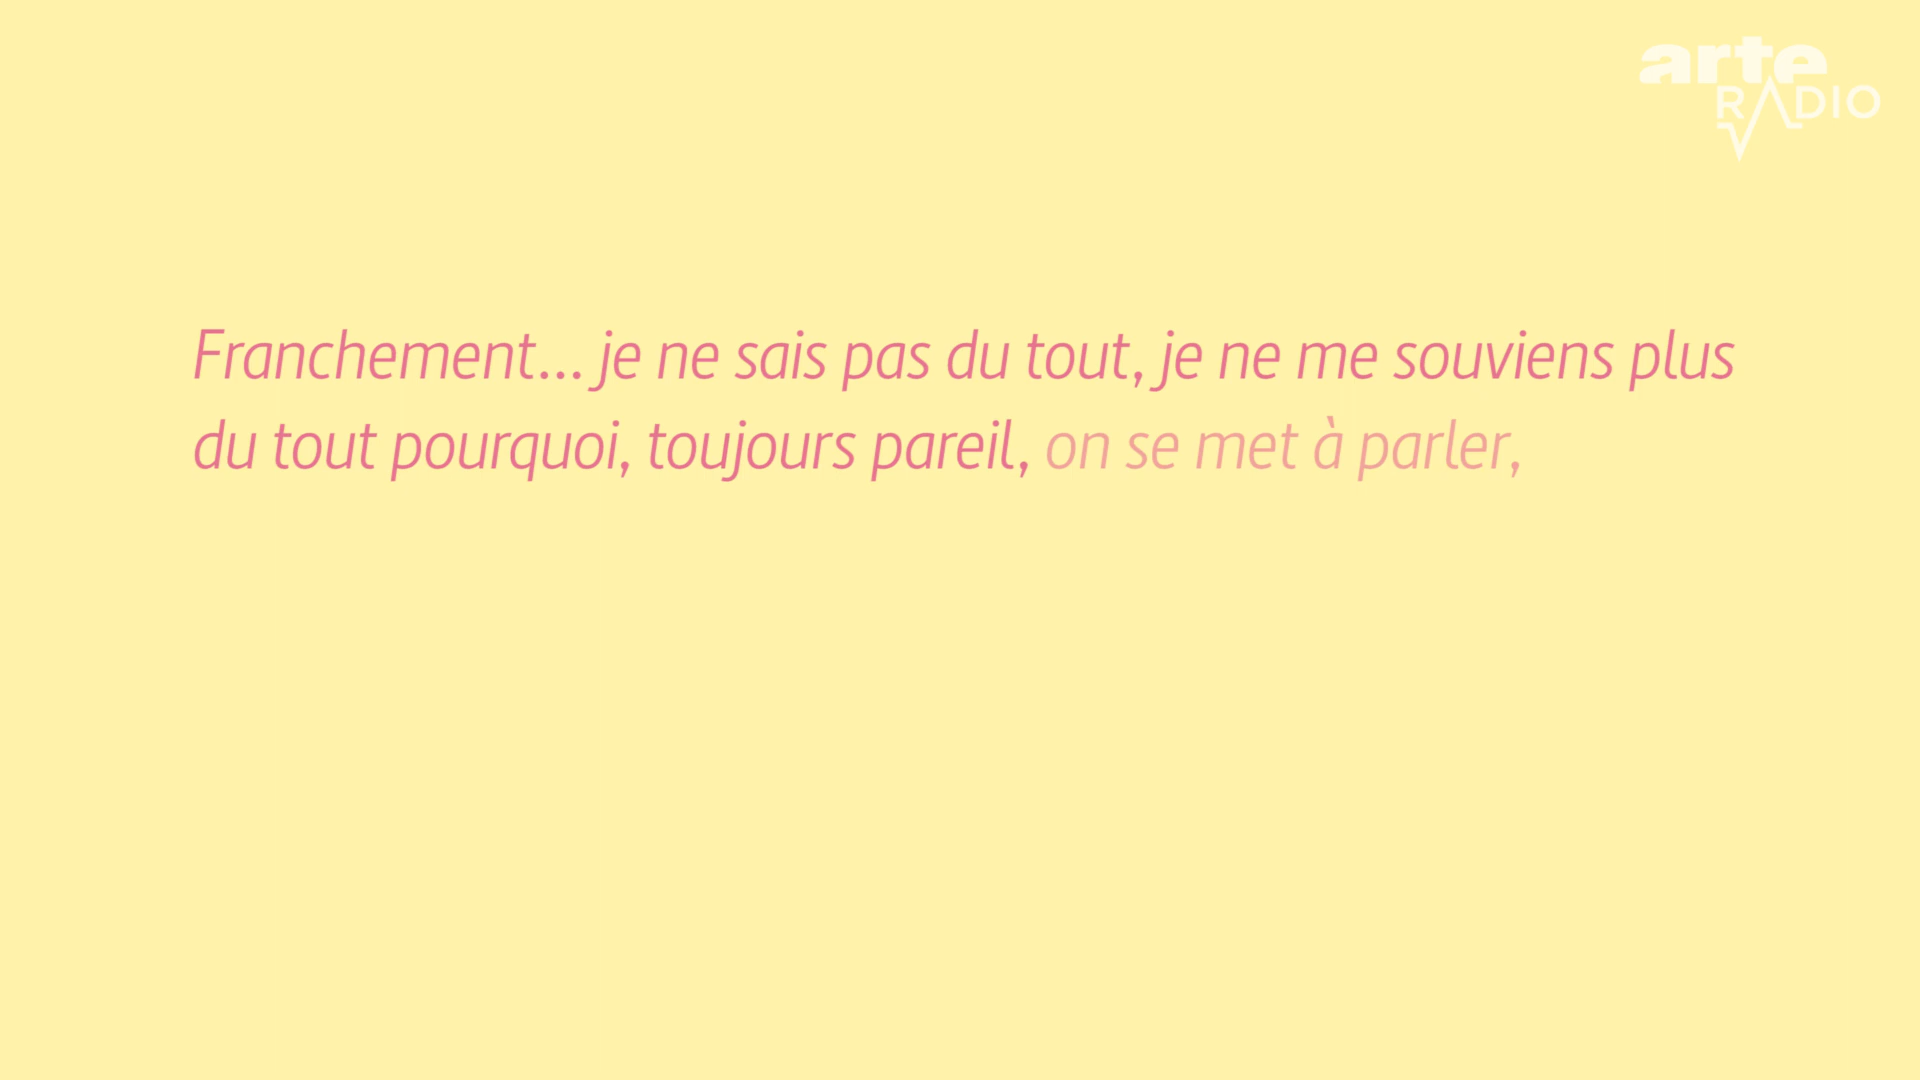 arte
RADIO
Franchement... je ne sais pas du tout, je ne me souviens plus
du tout pourquoi, toujours pareil, on se met à parler,